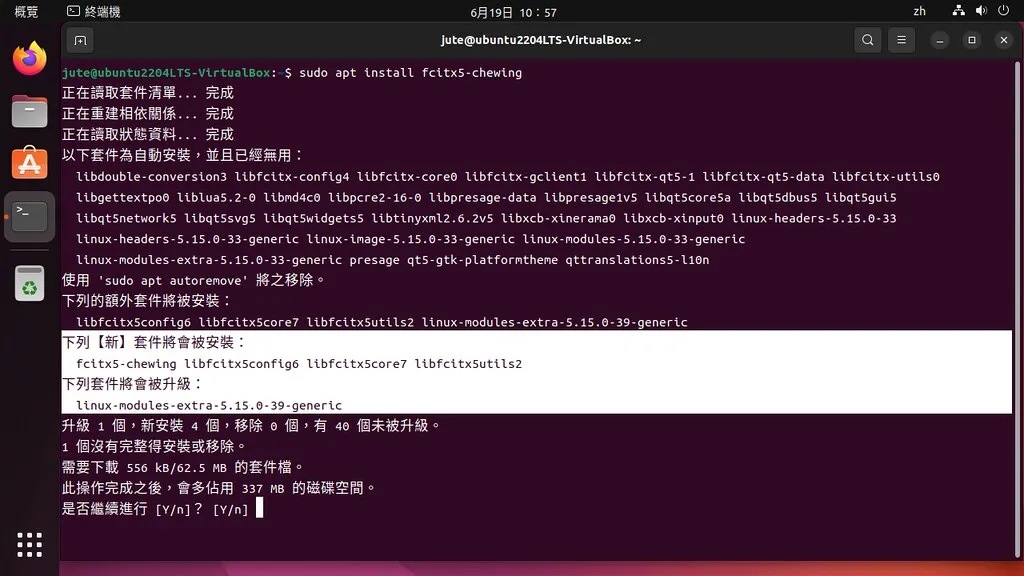 概覽
終端機
6月19日 10：57
zh
jute@ubuntu2204LTS-VirtualBox: ~
jute@ubuntu2204LTS-VirtualBox:~$ sudo apt install fcitx5-chewing
正在讀取套件清單... 完成
正在重建相依關係... 完成
正在讀取狀態資料... 完成
以下套件為自動安裝，並且已經無用：
libdouble-conversion3 libfcitx-config4 libfcitx-core0 libfcitx-gclient1 libfcitx-qt5-1 libfcitx-qt5-data libfcitx-utils0
libgettextpo0 liblua5.2-0 libmd4c0 libpcre2-16-0 libpresage-data libpresage1v5 libqt5core5a libqt5dbus5 libqt5gui5
libqt5network5 libqt5svg5 libqt5widgets5 libtinyxml2.6.2v5 libxcb-xinerama0 libxcb-xinput0 linux-headers-5.15.0-33
linux-headers-5.15.0-33-generic linux-image-5.15.0-33-generic linux-modules-5.15.0-33-generic
linux-modules-extra-5.15.0-33-generic presage qt5-gtk-platformtheme qttranslations5-l10n
使用 'sudo apt autoremove' 將之移除。
下列的額外套件將被安裝：
libfcitx5config6 libfcitx5core7 libfcitx5utils2 linux-modules-extra-5.15.0-39-generic
下列【新】套件將會被安裝：
fcitx5-chewing libfcitx5config6 libfcitx5core7 libfcitx5utils2
下列套件將會被升級：
linux-modules-extra-5.15.0-39-generic
升級 1 個，新安裝 4 個，移除 0 個，有 40 個未被升級。
1 個沒有完整得安裝或移除。
需要下載 556 kB/62.5 MB 的套件檔。
此操作完成之後，會多佔用 337 MB 的磁碟空間。
是否繼續進行 [Y/n]？ [Y/n]